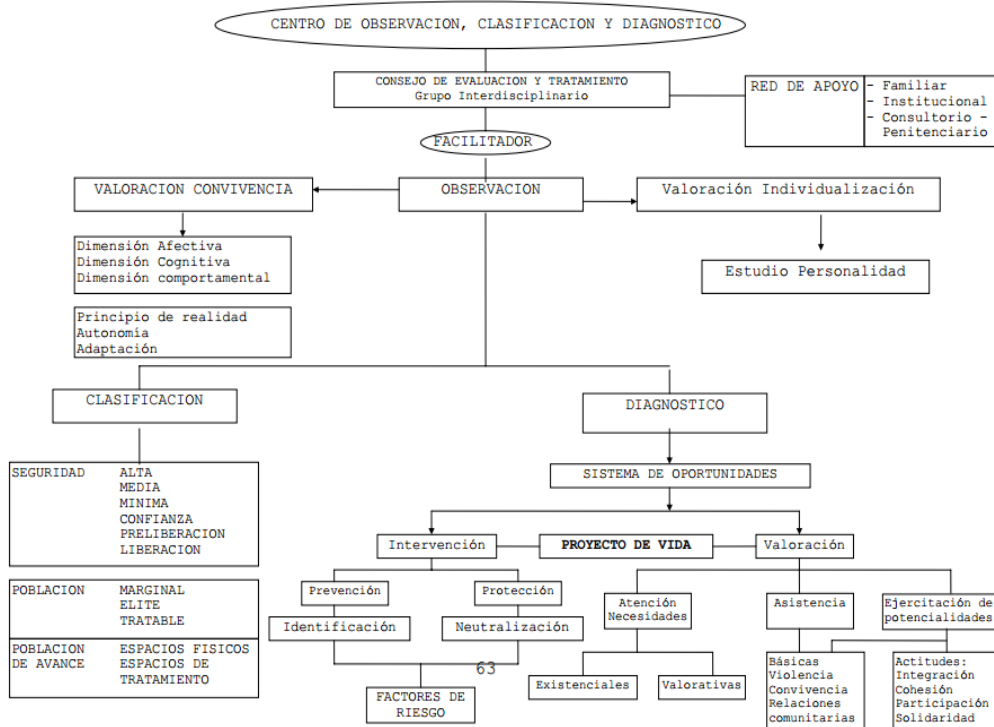 CENTRO DE OBSERVACION, CLASIFICACION Y DIAGNOSTICO
CONSEJO DE EVALUACION Y TRATAMIENTO
Grupo Interdisciplinario
RED DE APOYO
- Familiar
- Institucional
- Consultorio -
Penitenciario
FACILITADOR
VALORACION CONVIVENCIA
OBSERVACION
Valoración Individualización
Dimensión Afectiva
Dimensión Cognitiva
Dimensión comportamental
Estudio Personalidad
Principio de realidad
Autonomía
Adaptación
CLASIFICACION
DIAGNOSTICO
SEGURIDAD ALTA
MEDIA
MINIMA
CONFIANZA
PRELIBERACION
LIBERACION
SISTEMA DE OPORTUNIDADES
Intervención
PROYECTO DE VIDA
Valoración
POBLACION MARGINAL
ELITE
TRATABLE
POBLACION ESPACIOS FISICOS
DE AVANCE ESPACIOS DE
TRATAMIENTO
Prevención
Protección
Identificación
Neutralización
FACTORES DE
RIESGO
63
Atención
Necesidades
Asistencia
Ejercitación de
potencialidades
Existenciales
Valorativas
Básicas
Violencia
Convivencia
Relaciones
comunitarias
Actitudes:
Integración
Cohesión
Participación
Solidaridad